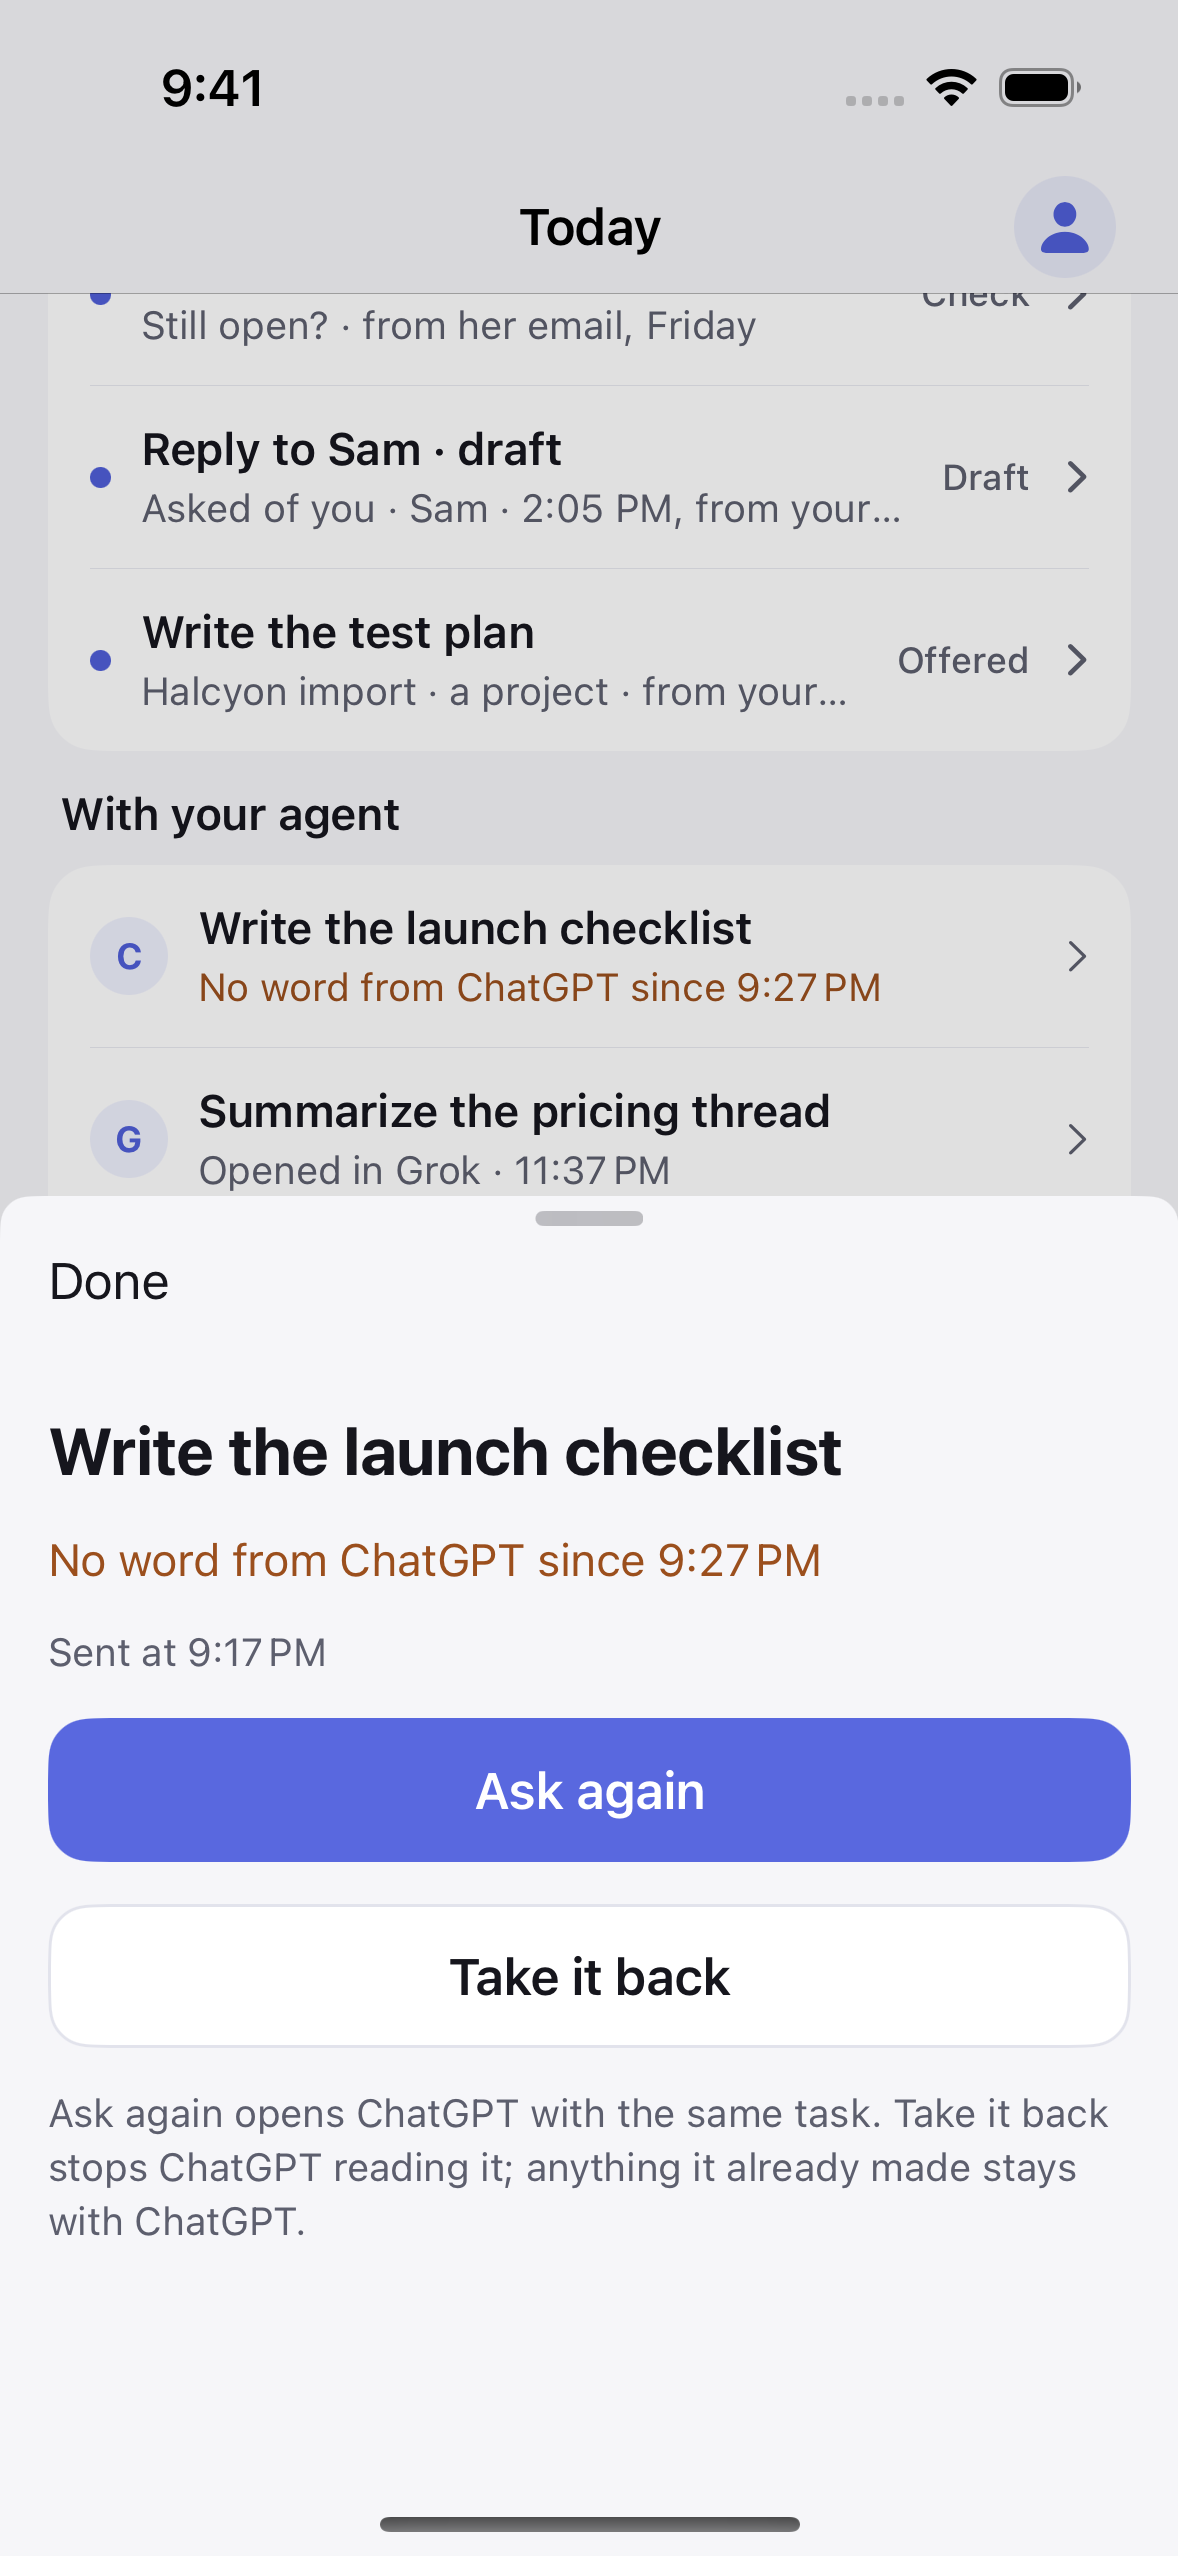 9:41
Today
Check
Still open? · from her email, Friday
Reply to Sam · draft
Asked of you · Sam · 2:05 PM, from your...
Draft
Write the test plan
Halcyon import · a project · from your...
Offered
With your agent
C
Write the launch checklist
No word from ChatGPT since 9:27 PM
G
Summarize the pricing thread
Opened in Grok · 11:37 PM
Done
Write the launch checklist
No word from ChatGPT since 9:27 PM
Sent at 9:17 PM
Ask again
Take it back
Ask again opens ChatGPT with the same task. Take it back
stops ChatGPT reading it; anything it already made stays
with ChatGPT.